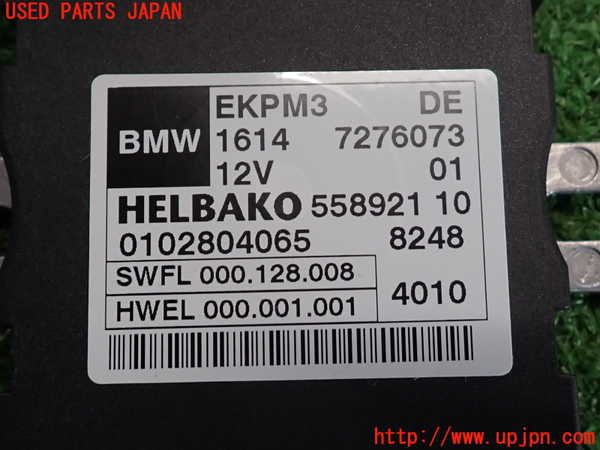 USED PARTS JAPAN
EKPM3 DE
BMW 1614 7276073
12V 01
HELBAKO 558921 10
0102804065 8248
SWFL 000.128.008
HWEL 000.001.001 4010
http://www.upjpn.com/